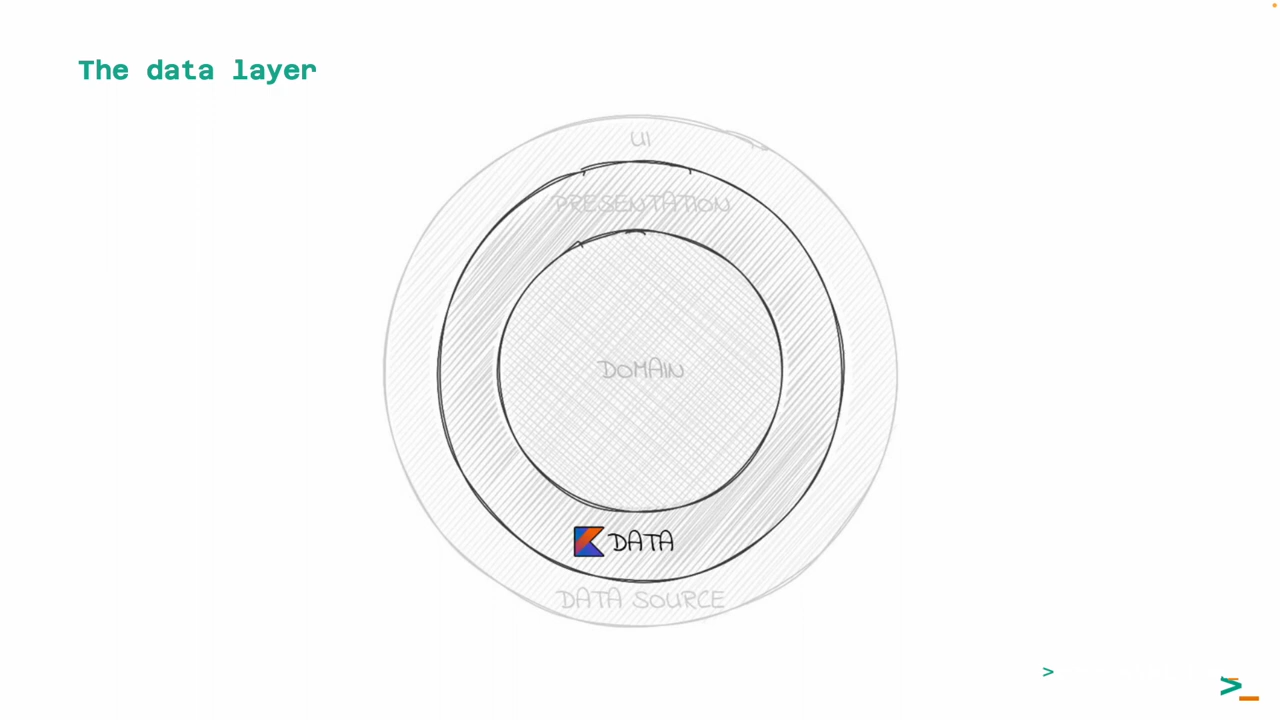 The data layer
UI
PRESENTATION
DOMAIN
DATA
DATA SOURCE
>
>_